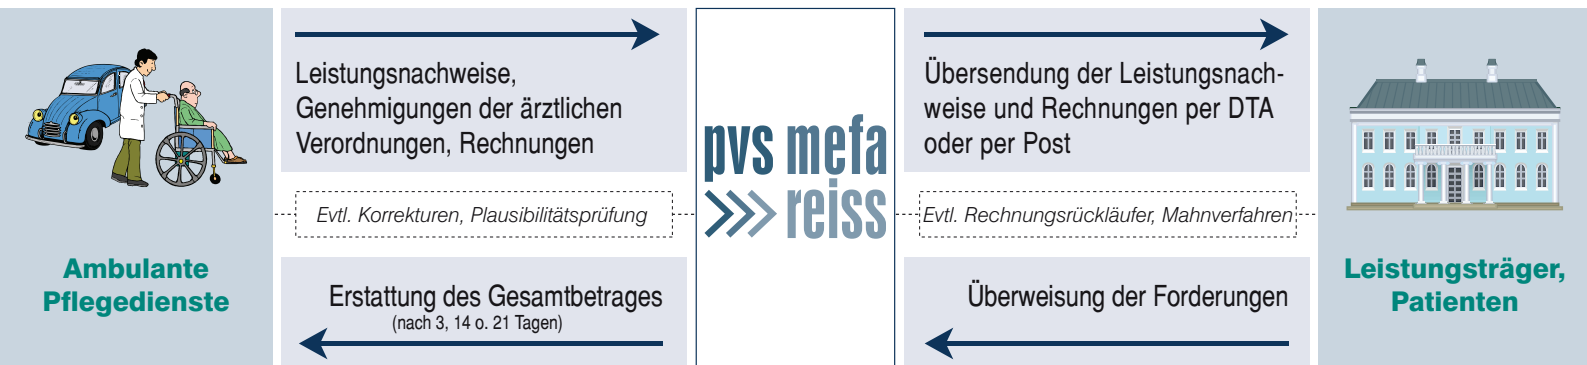 Ambulante
Pflegedienste
Leistungsnachweise,
Genehmigungen der ärztlichen
Verordnungen, Rechnungen
Evtl. Korrekturen, Plausibilitätsprüfung
Erstattung des Gesamtbetrages
(nach 3, 14 o. 21 Tagen)
pvs mefa
reiss
Übersendung der Leistungsnach-
weise und Rechnungen per DTA
oder per Post
Evtl. Rechnungsrückläufer, Mahnverfahren
Überweisung der Forderungen
Leistungsträger,
Patienten